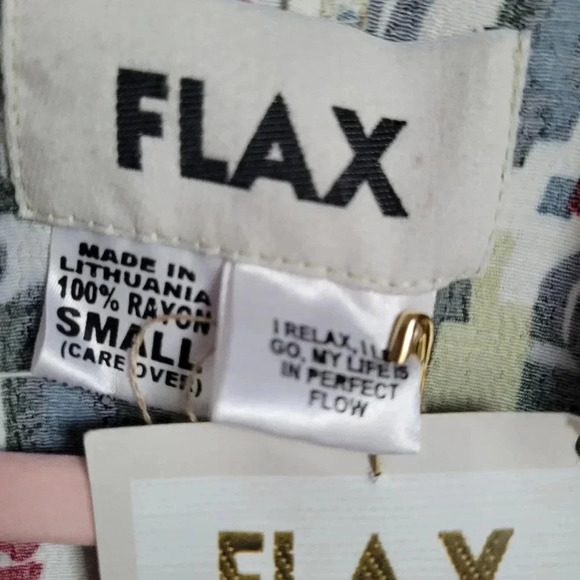 FLAX
MADE IN
LITHUANIA
100% RAYON
SMALL
(CARE OVER)
I RELAX, I
GO, MY LIFE IS
IN PERFECT
FLOW
FLAX